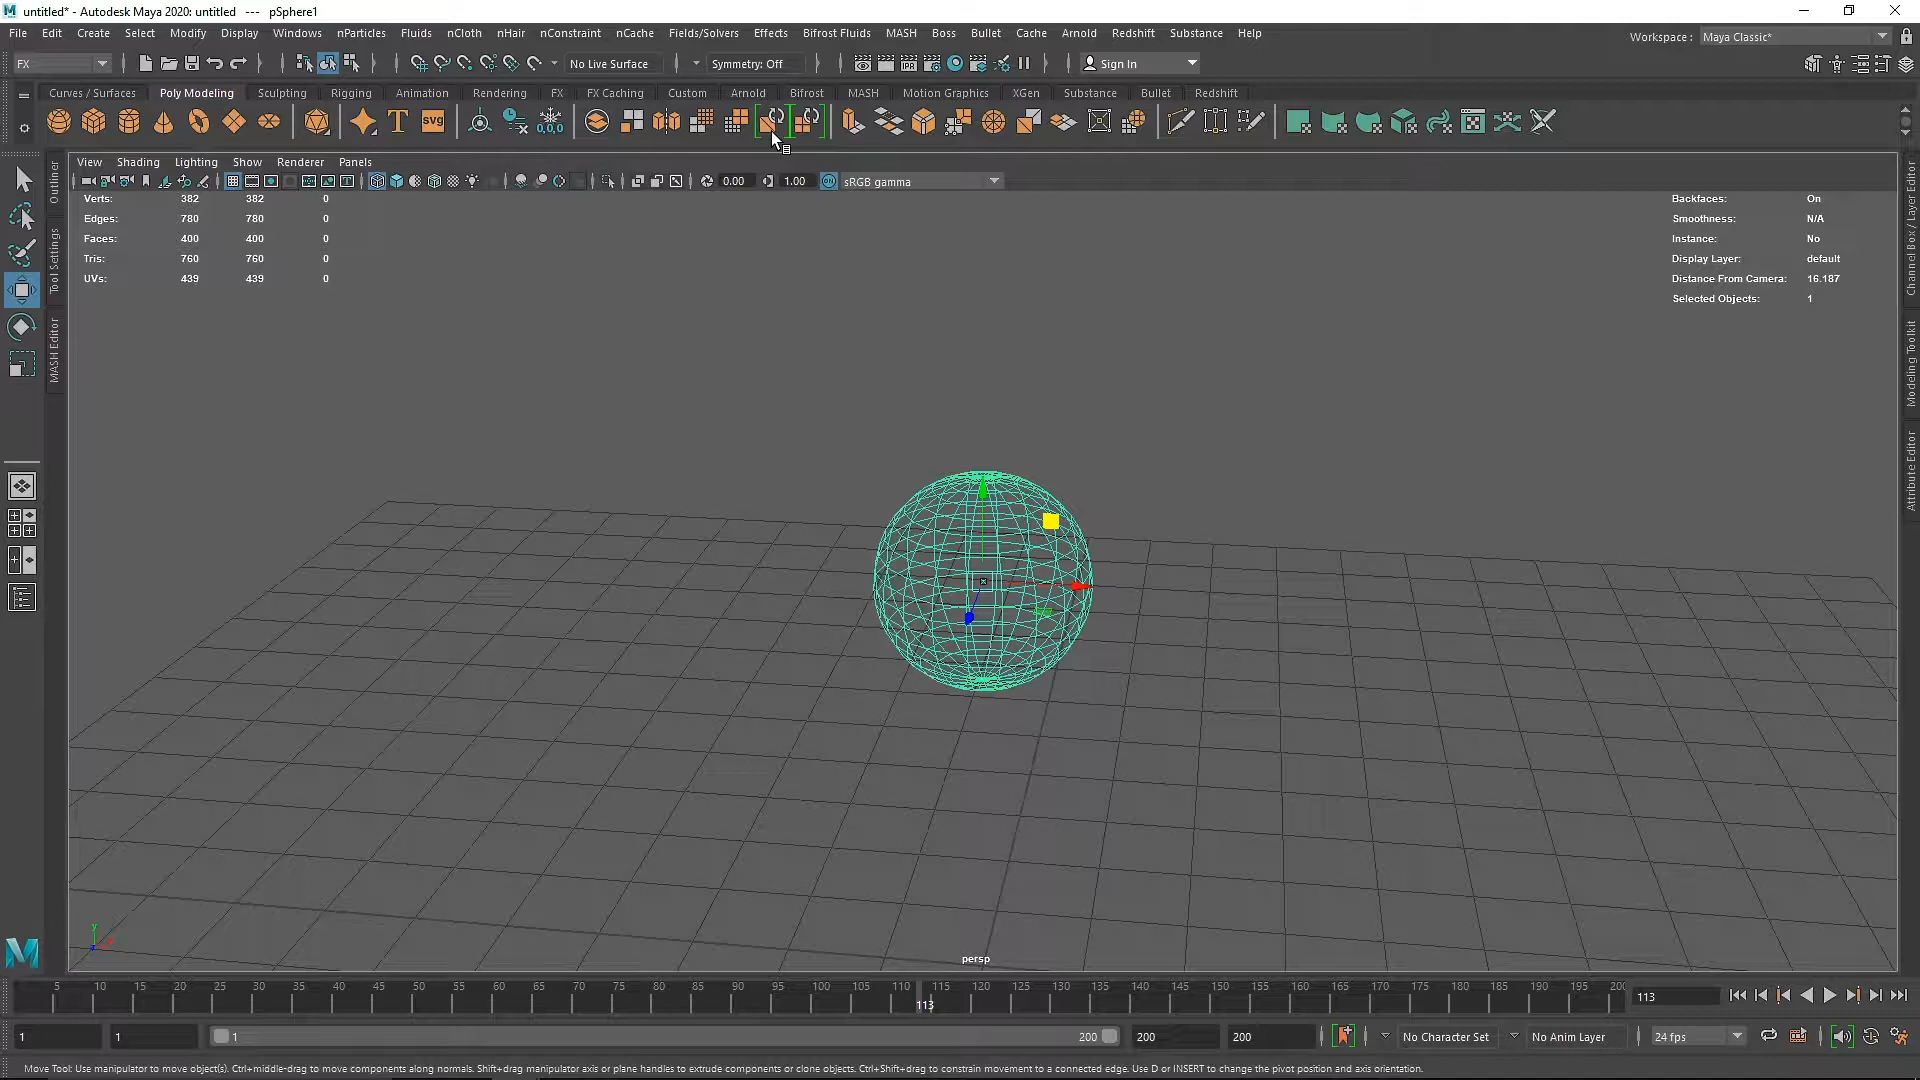 untitled* - Autodesk Maya 2020: untitled   ---   pSphere1
File Edit Create Select Modify Display Windows nParticles Fluids nCloth nHair nConstraint nCache Fields/Solvers Effects Bifrost Fluids MASH Boss Bullet Cache Arnold Redshift Substance Help
Workspace : Maya Classic*
FX No Live Surface Symmetry: Off IPR Sign In
Curves / Surfaces Poly Modeling Sculpting Rigging Animation Rendering FX FX Caching Custom Arnold Bifrost MASH Motion Graphics XGen Substance Bullet Redshift
T svg 0,0,0
View Shading Lighting Show Renderer Panels
0.00 1.00 ON sRGB gamma
Verts: 382 382 0
Edges: 780 780 0
Faces: 400 400 0
Tris: 760 760 0
UVs: 439 439 0
Backfaces: On
Smoothness: N/A
Instance: No
Display Layer: default
Distance From Camera: 16.187
Selected Objects: 1
Outliner
Tool Settings
MASH Editor
Channel Box / Layer Editor
Modeling Toolkit
Attribute Editor
y
persp
M
5 10 15 20 25 30 35 40 45 50 55 60 65 70 75 80 85 90 95 100 105 110 115 120 125 130 135 140 145 150 155 160 165 170 175 180 185 190 195 20
113
113
1 1 1 200 200 200 No Character Set No Anim Layer 24 fps
Move Tool: Use manipulator to move object(s). Ctrl+middle-drag to move components along normals. Shift+drag manipulator axis or plane handles to extrude components or clone objects. Ctrl+Shift+drag to constrain movement to a connected edge. Use D or INSERT to change the pivot position and axis orientation.